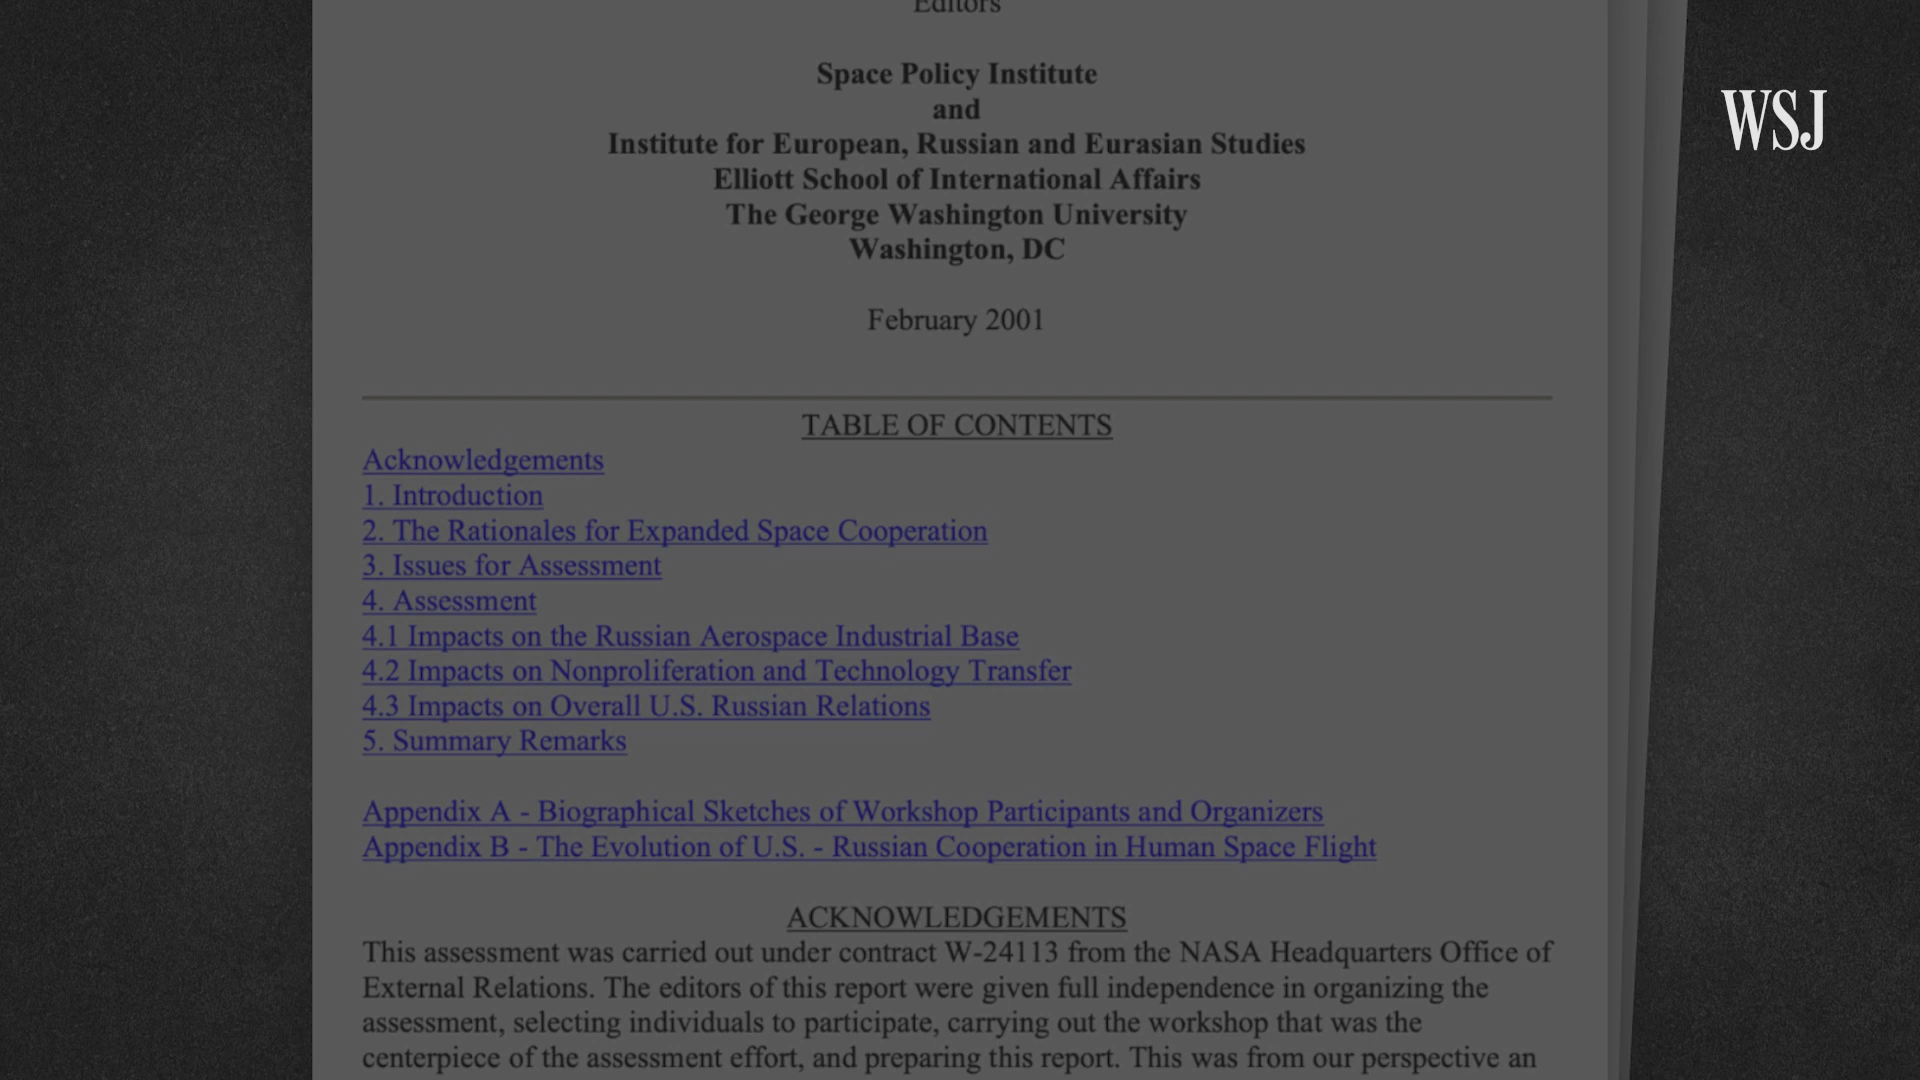 Editors
Space Policy Institute
and
Institute for European, Russian and Eurasian Studies
Elliott School of International Affairs
The George Washington University
Washington, DC
February 2001
WSJ
TABLE OF CONTENTS
Acknowledgements
1. Introduction
2. The Rationales for Expanded Space Cooperation
3. Issues for Assessment
4. Assessment
4.1 Impacts on the Russian Aerospace Industrial Base
4.2 Impacts on Nonproliferation and Technology Transfer
4.3 Impacts on Overall U.S. Russian Relations
5. Summary Remarks
Appendix A - Biographical Sketches of Workshop Participants and Organizers
Appendix B - The Evolution of U.S. - Russian Cooperation in Human Space Flight
ACKNOWLEDGEMENTS
This assessment was carried out under contract W-24113 from the NASA Headquarters Office of
External Relations. The editors of this report were given full independence in organizing the
assessment, selecting individuals to participate, carrying out the workshop that was the
centerpiece of the assessment effort, and preparing this report. This was from our perspective an